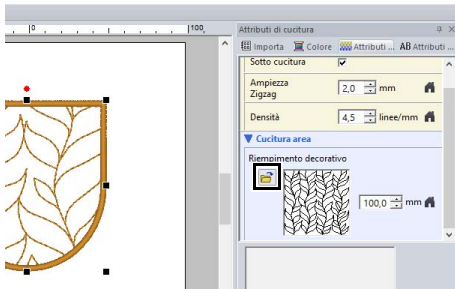 |0
|100,
Attributi di cucitura
Importa Colore Attributi ... AB Attributi ...
Sotto cucitura
Ampiezza
Zigzag
2,0 mm
Densità
4,5 linee/mm
Cucitura area
Riempimento decorativo
100,0 mm